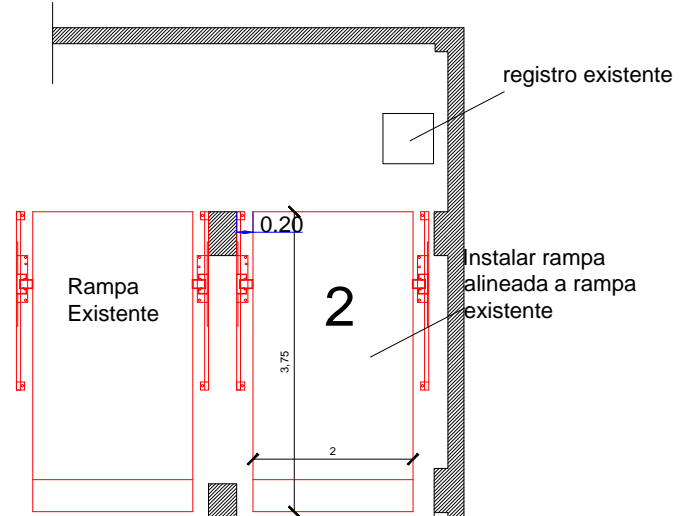 registro existente
0.20
Instalar rampa
alineada a rampa
existente
Rampa
Existente
2
3,75
2